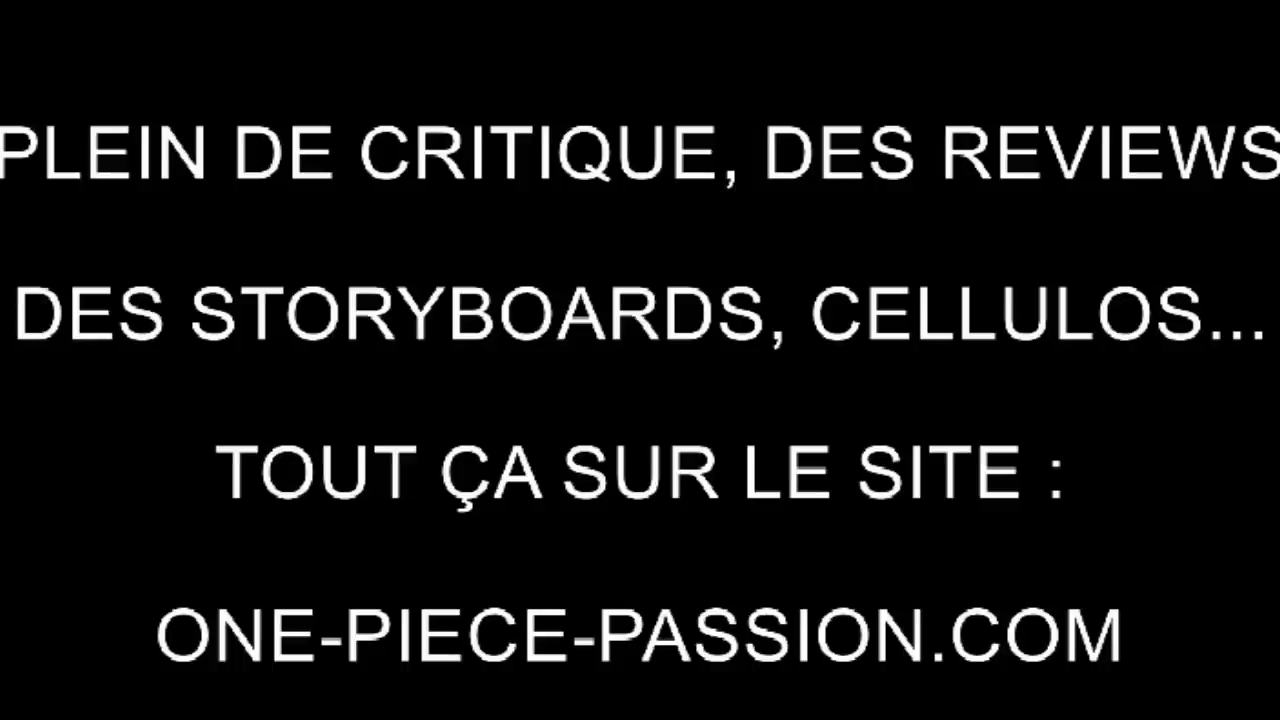 PLEIN DE CRITIQUE, DES REVIEWS
DES STORYBOARDS, CELLULOS...
TOUT ÇA SUR LE SITE :
ONE-PIECE-PASSION.COM